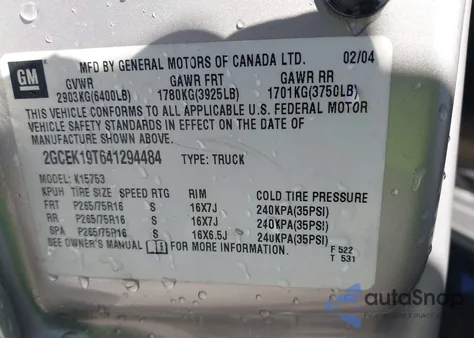 GM
MFD BY GENERAL MOTORS OF CANADA LTD. 02/04
GVWR GAWR FRT GAWR RR
2903KG(6400LB) 1780KG(3925LB) 1701KG(3750LB)
THIS VEHICLE CONFORMS TO ALL APPLICABLE U.S. FEDERAL MOTOR
VEHICLE SAFETY STANDARDS IN EFFECT ON THE DATE OF
MANUFACTURE SHOWN ABOVE.
2GCEK19T641294484 TYPE: TRUCK
MODEL: K15753
KPUH TIRE SIZE SPEED RTG RIM COLD TIRE PRESSURE
FRT P265/75R16 S 16X7J 240KPA(35PSI)
RR P265/75R16 S 16X7J 240KPA(35PSI)
SPA P265/75R16 S 16X6.5J 240KPA(35PSI)
SEE OWNER'S MANUAL FOR MORE INFORMATION. F 522
T 531
autaSnap